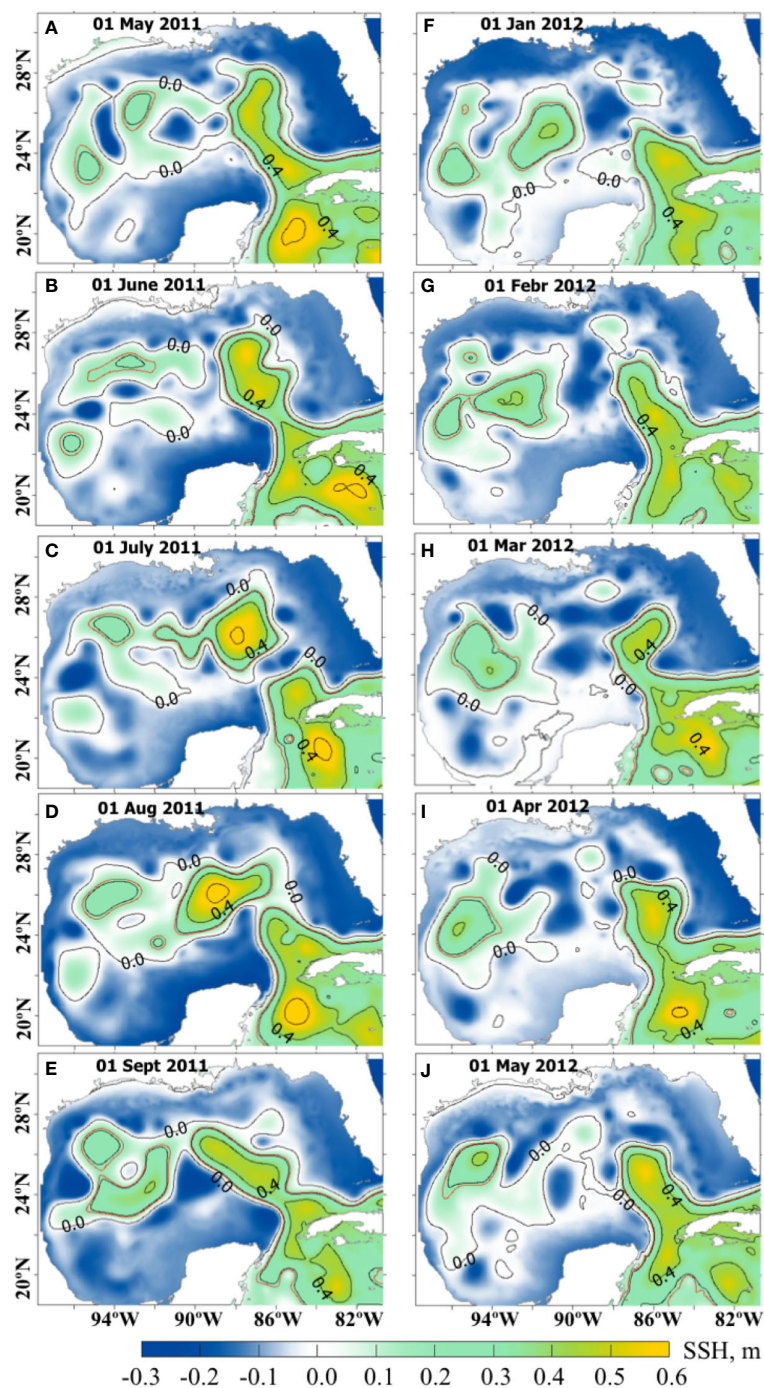 A 01 May 2011
F 01 Jan 2012
28°N
24°N
20°N
0.0
0.0
0.4
0.4
0.0
0.0
0.4
B 01 June 2011
G 01 Febr 2012
28°N
24°N
20°N
0.0
0.0
0.0
0.4
0.4
0.4
C 01 July 2011
H 01 Mar 2012
28°N
24°N
20°N
0.0
0.4
0.0
0.0
0.4
0.0
0.4
0.0
0.0
0.4
D 01 Aug 2011
I 01 Apr 2012
28°N
24°N
20°N
0.0
0.0
0.4
0.0
0.4
0.0
0.0
0.4
0.0
0.4
E 01 Sept 2011
J 01 May 2012
28°N
24°N
20°N
0.0
0.0
0.4
0.0
0.4
0.0
0.0
0.4
0.0
0.4
94°W 90°W 86°W 82°W
94°W 90°W 86°W 82°W
SSH, m
-0.3 -0.2 -0.1 0.0 0.1 0.2 0.3 0.4 0.5 0.6